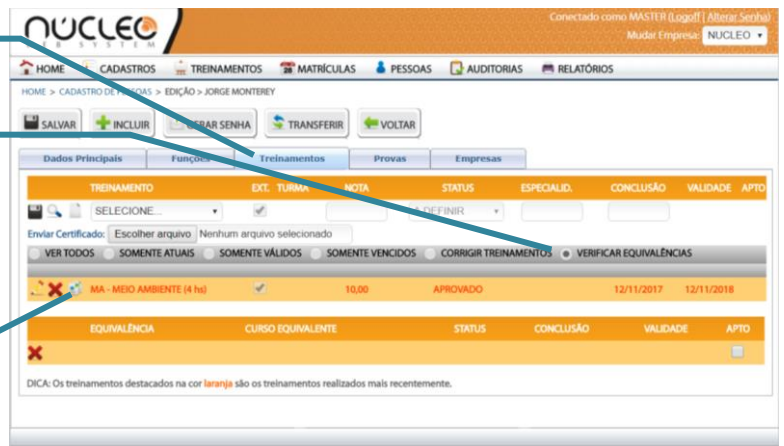 Conectado como MASTER (Logoff | Alterar Senha)
NÚCLEO
WEB SYSTEM
Mudar Empresa: NUCLEO
HOME CADASTROS TREINAMENTOS MATRÍCULAS PESSOAS AUDITORIAS RELATÓRIOS
HOME > CADASTRO DE PESSOAS > EDIÇÃO > JORGE MONTEREY
SALVAR INCLUIR GERAR SENHA TRANSFERIR VOLTAR
Dados Principais Funções Treinamentos Provas Empresas
TREINAMENTO EXT. TURMA NOTA STATUS ESPECIALID. CONCLUSÃO VALIDADE APTO
SELECIONE... A DEFINIR
Enviar Certificado: Escolher arquivo Nenhum arquivo selecionado
VER TODOS SOMENTE ATUAIS SOMENTE VÁLIDOS SOMENTE VENCIDOS CORRIGIR TREINAMENTOS VERIFICAR EQUIVALÊNCIAS
MA - MEIO AMBIENTE (4 hs) 10,00 APROVADO 12/11/2017 12/11/2018
EQUIVALÊNCIA CURSO EQUIVALENTE STATUS CONCLUSÃO VALIDADE APTO
DICA: Os treinamentos destacados na cor laranja são os treinamentos realizados mais recentemente.